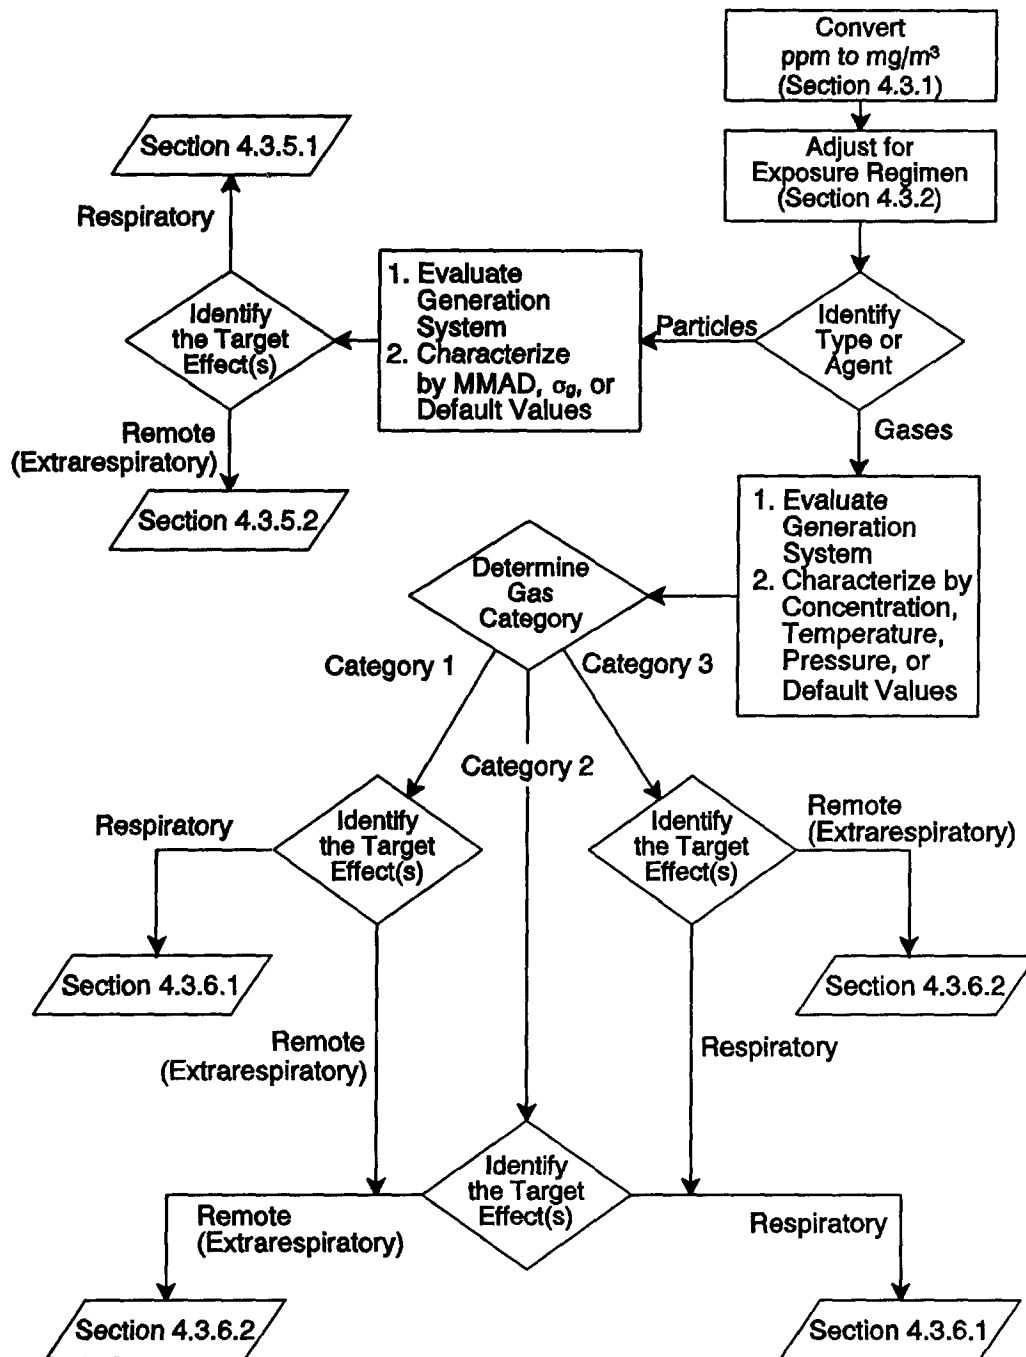 Convert
ppm to mg/m³
(Section 4.3.1)
Adjust for
Exposure Regimen
(Section 4.3.2)
Identify
Type or
Agent
Particles
1. Evaluate
Generation
System
2. Characterize
by MMAD, σg, or
Default Values
Identify
the Target
Effect(s)
Respiratory
Section 4.3.5.1
Remote
(Extrarespiratory)
Section 4.3.5.2
Gases
1. Evaluate
Generation
System
2. Characterize by
Concentration,
Temperature,
Pressure, or
Default Values
Determine
Gas
Category
Category 1
Category 3
Category 2
Identify
the Target
Effect(s)
Respiratory
Section 4.3.6.1
Remote
(Extrarespiratory)
Identify
the Target
Effect(s)
Remote
(Extrarespiratory)
Section 4.3.6.2
Respiratory
Identify
the Target
Effect(s)
Remote
(Extrarespiratory)
Section 4.3.6.2
Respiratory
Section 4.3.6.1